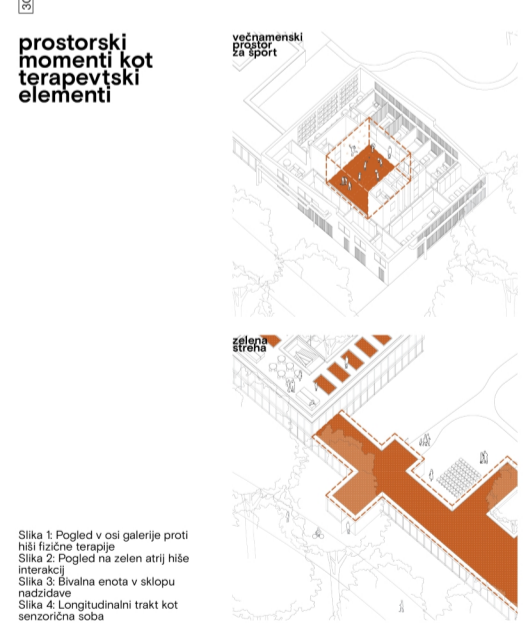 30
prostorski
momenti kot
terapevtski
elementi
večnamenski
prostor
za šport
zelena
streha
Slika 1: Pogled v osi galerije proti
hiši fizične terapije
Slika 2: Pogled na zelen atrij hiše
interakcij
Slika 3: Bivalna enota v sklopu
nadzidave
Slika 4: Longitudinalni trakt kot
senzorična soba